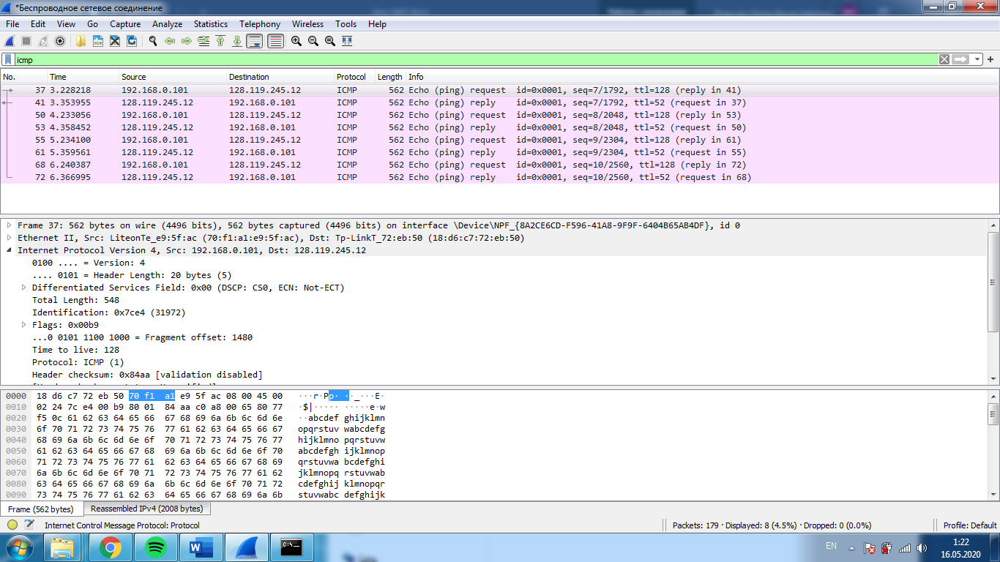 *Беспроводное сетевое соединение
File Edit View Go Capture Analyze Statistics Telephony Wireless Tools Help
icmp
No. Time Source Destination Protocol Length Info
37 3.228218 192.168.0.101 128.119.245.12 ICMP 562 Echo (ping) request id=0x0001, seq=7/1792, ttl=128 (reply in 41)
41 3.353955 128.119.245.12 192.168.0.101 ICMP 562 Echo (ping) reply id=0x0001, seq=7/1792, ttl=52 (request in 37)
50 4.233056 192.168.0.101 128.119.245.12 ICMP 562 Echo (ping) request id=0x0001, seq=8/2048, ttl=128 (reply in 53)
53 4.358452 128.119.245.12 192.168.0.101 ICMP 562 Echo (ping) reply id=0x0001, seq=8/2048, ttl=52 (request in 50)
55 5.234100 192.168.0.101 128.119.245.12 ICMP 562 Echo (ping) request id=0x0001, seq=9/2304, ttl=128 (reply in 61)
61 5.359561 128.119.245.12 192.168.0.101 ICMP 562 Echo (ping) reply id=0x0001, seq=9/2304, ttl=52 (request in 55)
68 6.240387 192.168.0.101 128.119.245.12 ICMP 562 Echo (ping) request id=0x0001, seq=10/2560, ttl=128 (reply in 72)
72 6.366995 128.119.245.12 192.168.0.101 ICMP 562 Echo (ping) reply id=0x0001, seq=10/2560, ttl=52 (request in 68)
Frame 37: 562 bytes on wire (4496 bits), 562 bytes captured (4496 bits) on interface \Device\NPF_{8A2CE6CD-F596-41A8-9F9F-6404B65AB4DF}, id 0
Ethernet II, Src: LiteonTe_e9:5f:ac (70:f1:a1:e9:5f:ac), Dst: Tp-LinkT_72:eb:50 (18:d6:c7:72:eb:50)
Internet Protocol Version 4, Src: 192.168.0.101, Dst: 128.119.245.12
0100 .... = Version: 4
.... 0101 = Header Length: 20 bytes (5)
Differentiated Services Field: 0x00 (DSCP: CS0, ECN: Not-ECT)
Total Length: 548
Identification: 0x7ce4 (31972)
Flags: 0x00b9
...0 0101 1100 1000 = Fragment offset: 1480
Time to live: 128
Protocol: ICMP (1)
Header checksum: 0x84aa [validation disabled]
0000 18 d6 c7 72 eb 50 70 f1 a1 e9 5f ac 08 00 45 00 ···r·Pp· ··_···E·
0010 02 24 7c e4 00 b9 80 01 84 aa c0 a8 00 65 80 77 ·$|····· ·····e·w
0020 f5 0c 61 62 63 64 65 66 67 68 69 6a 6b 6c 6d 6e ··abcdef ghijklmn
0030 6f 70 71 72 73 74 75 76 77 61 62 63 64 65 66 67 opqrstuv wabcdefg
0040 68 69 6a 6b 6c 6d 6e 6f 70 71 72 73 74 75 76 77 hijklmno pqrstuvw
0050 61 62 63 64 65 66 67 68 69 6a 6b 6c 6d 6e 6f 70 abcdefgh ijklmnop
0060 71 72 73 74 75 76 77 61 62 63 64 65 66 67 68 69 qrstuvwa bcdefghi
0070 6a 6b 6c 6d 6e 6f 70 71 72 73 74 75 76 77 61 62 jklmnopq rstuvwab
0080 63 64 65 66 67 68 69 6a 6b 6c 6d 6e 6f 70 71 72 cdefghij klmnopqr
0090 73 74 75 76 77 61 62 63 64 65 66 67 68 69 6a 6b stuvwabc defghijk
Frame (562 bytes) Reassembled IPv4 (2008 bytes)
Internet Control Message Protocol: Protocol Packets: 179 · Displayed: 8 (4.5%) · Dropped: 0 (0.0%) Profile: Default
EN 1:22
16.05.2020